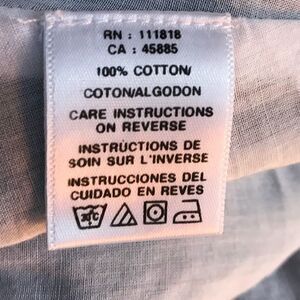 RN : 111818
CA : 45885
100% COTTON/
COTON/ALGODON
CARE INSTRUCTIONS
ON REVERSE
INSTRUCTIONS DE
SOIN SUR L'INVERSE
INSTRUCCIONES DEL
CUIDADO EN REVES